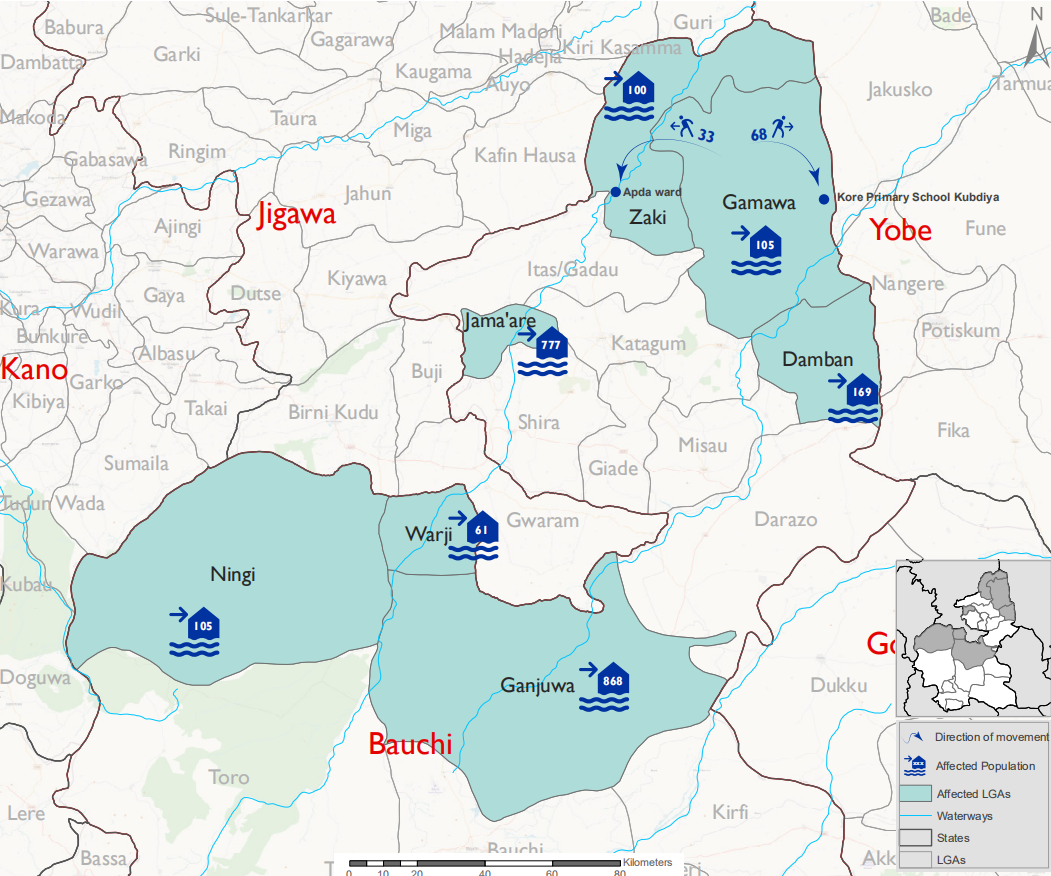 Babura
Sule-Tankarkar
Guri
Bade
N
Malam Madori
Gagarawa
Garki
Hadejia
Kiri Kasamma
Dambatta
Kaugama
Auyo
100
Jakusko
Tarmua
Makoda
Taura
Miga
33
68
Gabasawa
Ringim
Kafin Hausa
Gezawa
Jahun
Apda ward
Gamawa
Kore Primary School Kubdiya
Jigawa
Zaki
Ajingi
Yobe
Fune
Warawa
105
Itas/Gadau
Kiyawa
Nangere
Gaya
Dutse
Kura
Wudil
Jama'are
Potiskum
Bunkure
777
Katagum
Albasu
Damban
Kano
Buji
Garko
169
Kibiya
Takai
Birni Kudu
Shira
Fika
Misau
Sumaila
Giade
Tudun Wada
Gwaram
Darazo
61
Warji
Ningi
Kubau
105
Go
Doguwa
Ganjuwa
868
Dukku
Bauchi
Direction of movement
Affected Population
Toro
Affected LGAs
Lere
Kirfi
Waterways
States
Bassa
Bauchi
Akk
LGAs
Kilometers
0 10 20 40 60 80